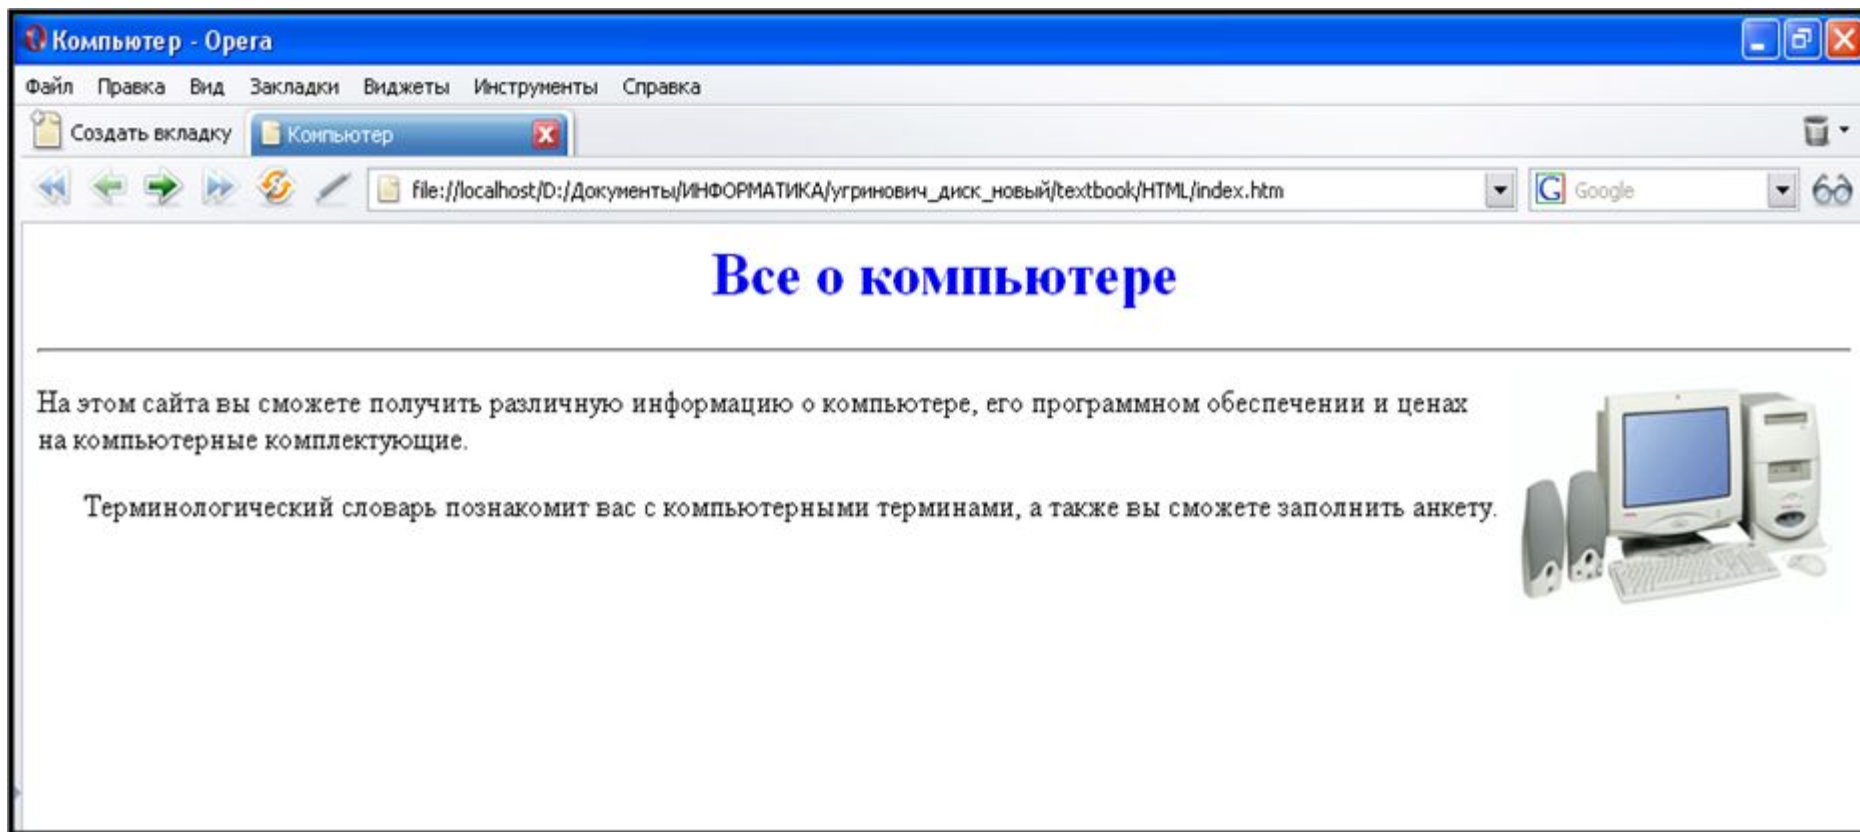 Компьютер - Opera
Файл Правка Вид Закладки Виджеты Инструменты Справка
Создать вкладку Компьютер
file://localhost/D:/Документы/ИНФОРМАТИКА/угринович_диск_новый/textbook/HTML/index.htm G Google
Все о компьютере
На этом сайта вы сможете получить различную информацию о компьютере, его программном обеспечении и ценах
на компьютерные комплектующие.
Терминологический словарь познакомит вас с компьютерными терминами, а также вы сможете заполнить анкету.